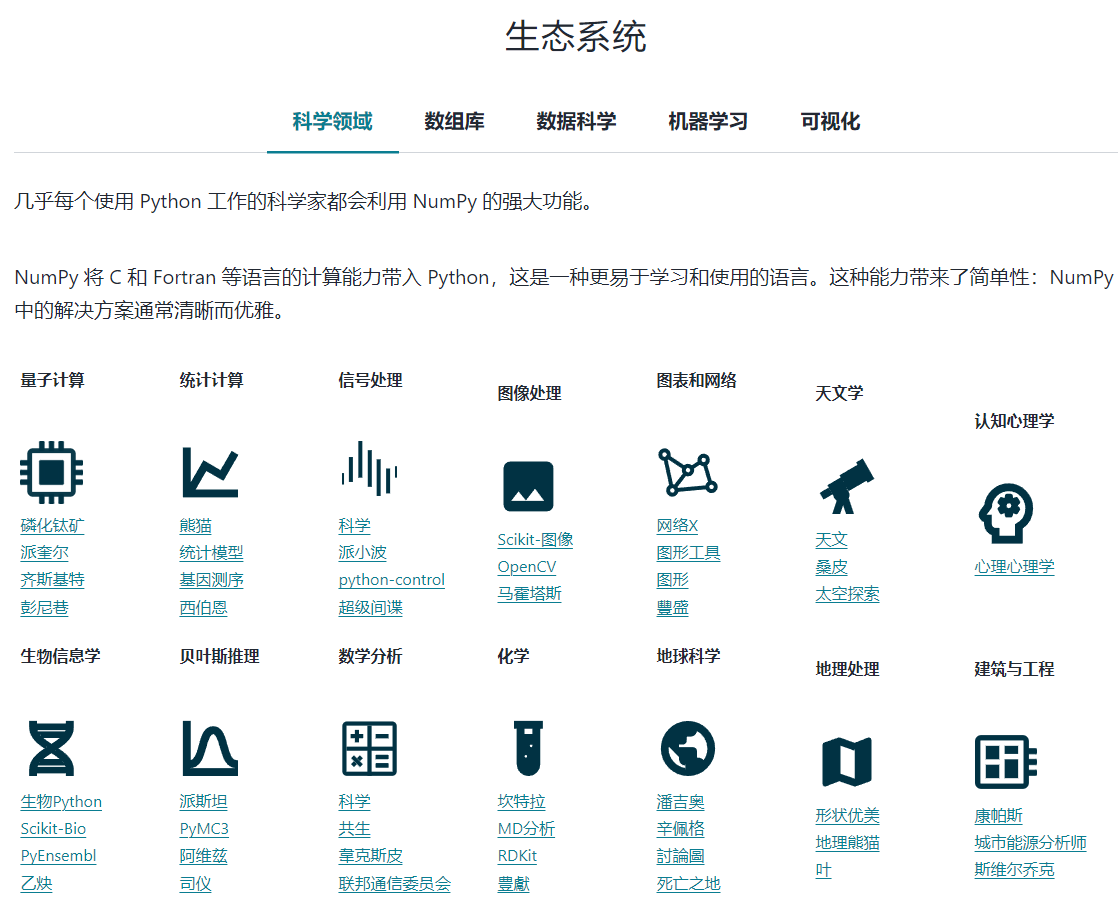 生态系统
科学领域 数组库 数据科学 机器学习 可视化
几乎每个使用 Python 工作的科学家都会利用 NumPy 的强大功能。
NumPy 将 C 和 Fortran 等语言的计算能力带入 Python，这是一种更易于学习和使用的语言。这种能力带来了简单性：NumPy
中的解决方案通常清晰而优雅。
量子计算
磷化钛矿
派奎尔
齐斯基特
彭尼巷
统计计算
熊猫
统计模型
基因测序
西伯恩
信号处理
科学
派小波
python-control
超级间谍
图像处理
Scikit-图像
OpenCV
马霍塔斯
图表和网络
网络X
图形工具
图形
豐盛
天文学
天文
桑皮
太空探索
认知心理学
心理心理学
生物信息学
生物Python
Scikit-Bio
PyEnsembl
乙炔
贝叶斯推理
派斯坦
PyMC3
阿维兹
司仪
数学分析
科学
共生
韋克斯皮
联邦通信委员会
化学
坎特拉
MD分析
RDKit
豐獻
地球科学
潘吉奥
辛佩格
討論圖
死亡之地
地理处理
形状优美
地理熊猫
叶
建筑与工程
康帕斯
城市能源分析师
斯维尔乔克